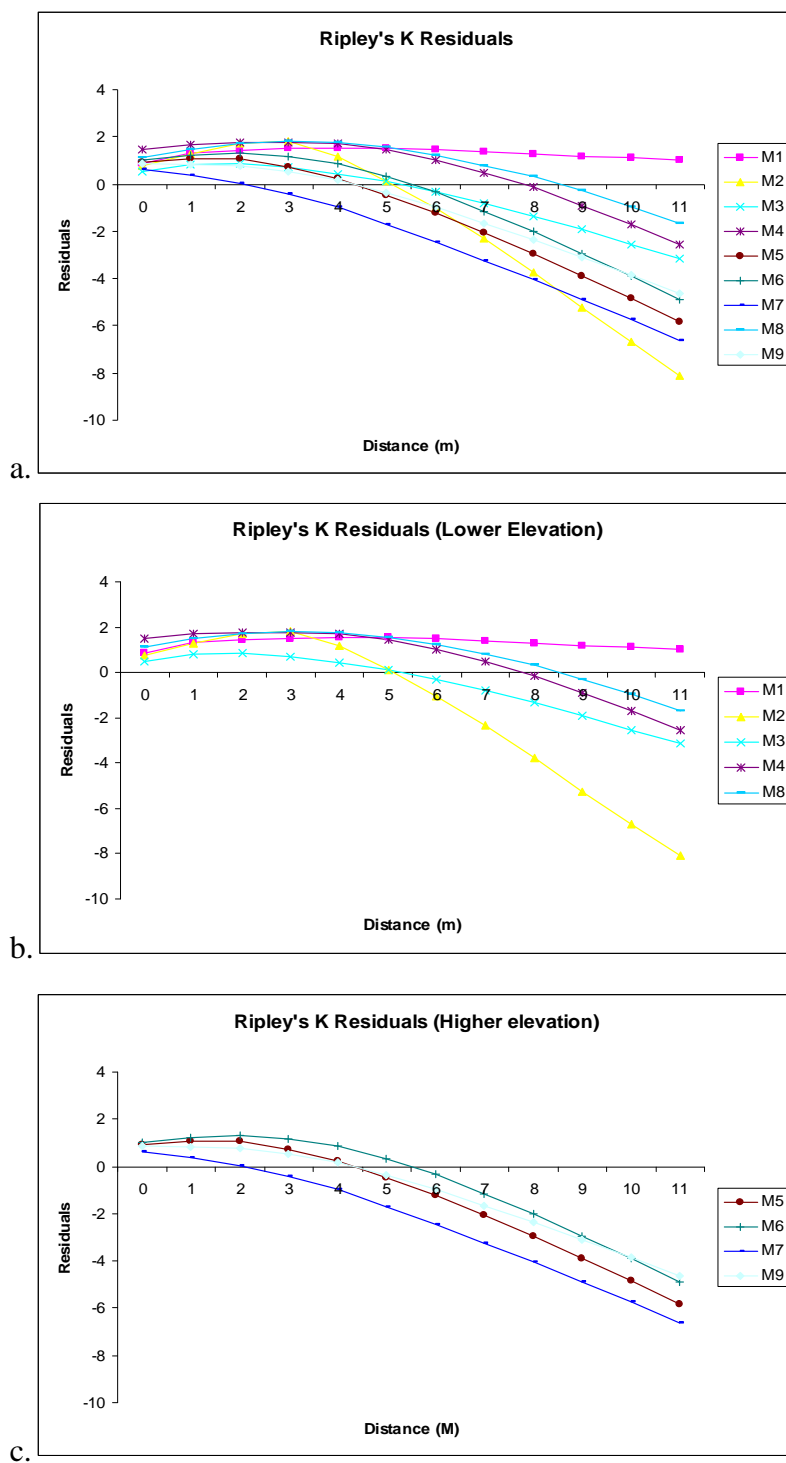 Ripley's K Residuals
4
2
0
-2
-4
-6
-8
-10
0 1 2 3 4 5 6 7 8 9 10 11
Residuals
Distance (m)
M1
M2
M3
M4
M5
M6
M7
M8
M9
a.
Ripley's K Residuals (Lower Elevation)
4
2
0
-2
-4
-6
-8
-10
0 1 2 3 4 5 6 7 8 9 10 11
Residuals
Distance (m)
M1
M2
M3
M4
M8
b.
Ripley's K Residuals (Higher elevation)
4
2
0
-2
-4
-6
-8
-10
0 1 2 3 4 5 6 7 8 9 10 11
Residuals
Distance (M)
M5
M6
M7
M9
c.